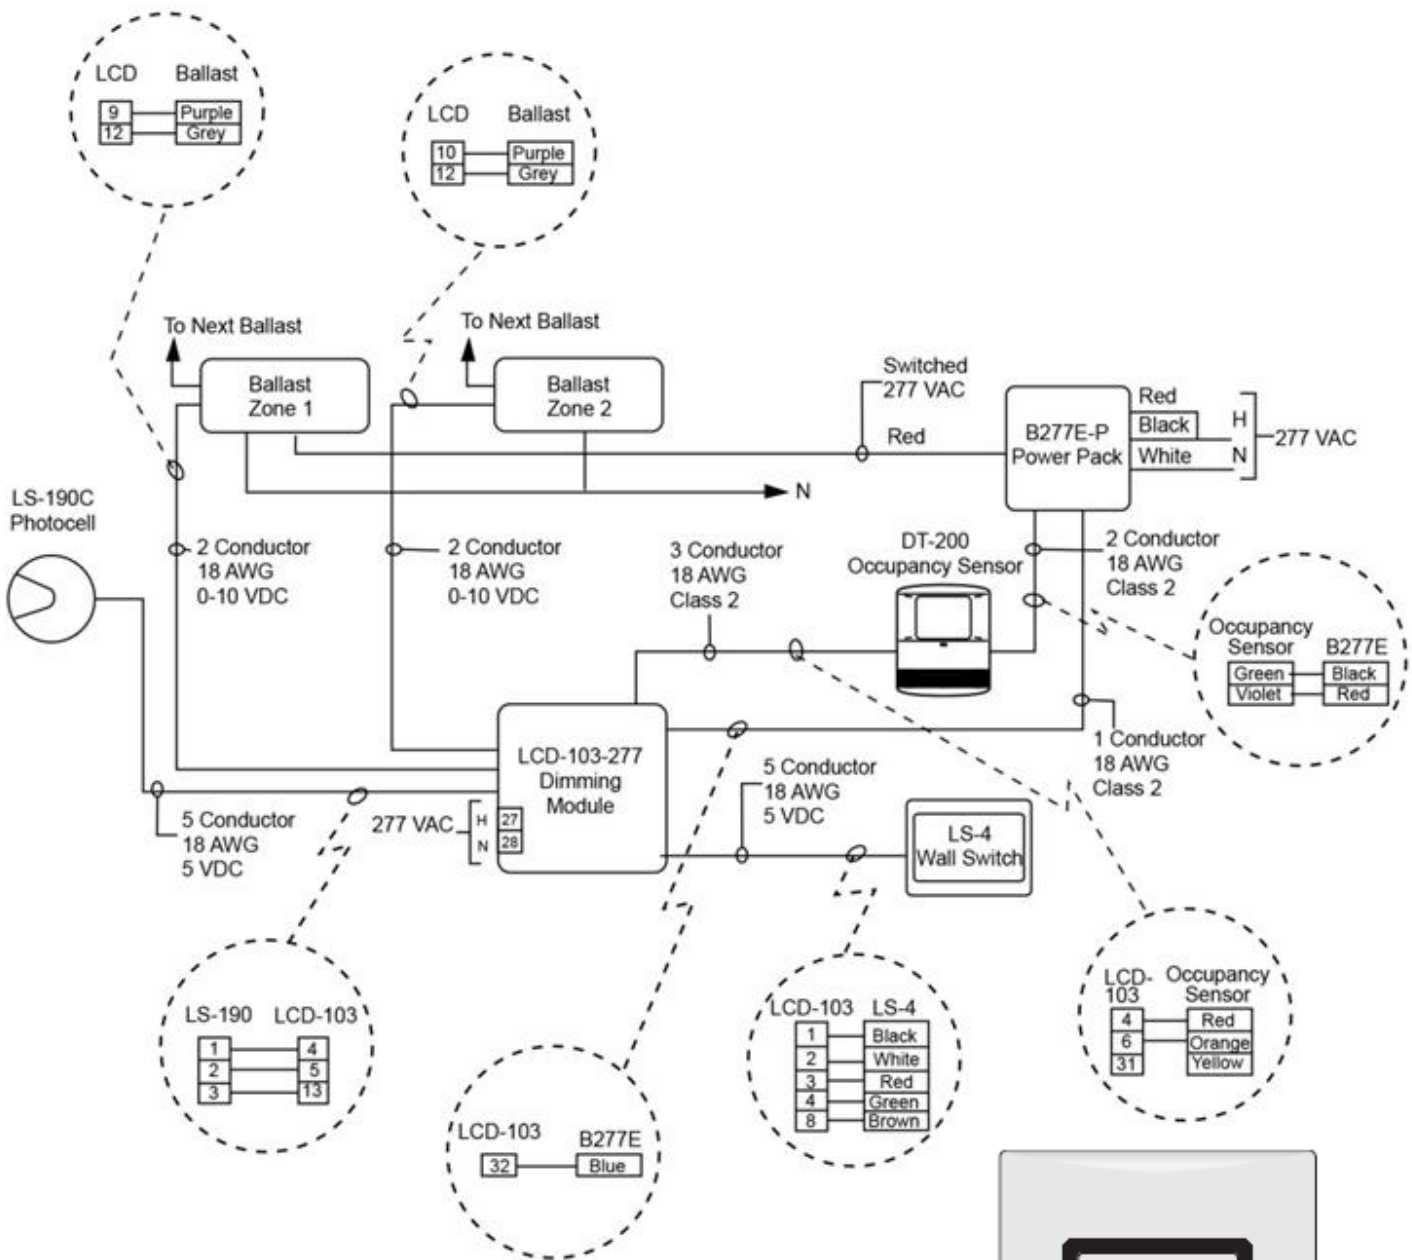 LCD Ballast
9 Purple
12 Grey
LCD Ballast
10 Purple
12 Grey
To Next Ballast
To Next Ballast
Ballast
Zone 1
Ballast
Zone 2
Switched
277 VAC
Red
B277E-P
Power Pack
Red
Black
White
H
N
277 VAC
N
LS-190C
Photocell
2 Conductor
18 AWG
0-10 VDC
2 Conductor
18 AWG
0-10 VDC
3 Conductor
18 AWG
Class 2
DT-200
Occupancy Sensor
2 Conductor
18 AWG
Class 2
Occupancy
Sensor B277E
Green Black
Violet Red
LCD-103-277
Dimming
Module
277 VAC
H 27
N 28
5 Conductor
18 AWG
5 VDC
5 Conductor
18 AWG
5 VDC
1 Conductor
18 AWG
Class 2
LS-4
Wall Switch
LS-190 LCD-103
1 4
2 5
3 13
LCD-103 B277E
32 Blue
LCD-103 LS-4
1 Black
2 White
3 Red
4 Green
8 Brown
LCD-
103
Occupancy
Sensor
4 Red
6 Orange
31 Yellow